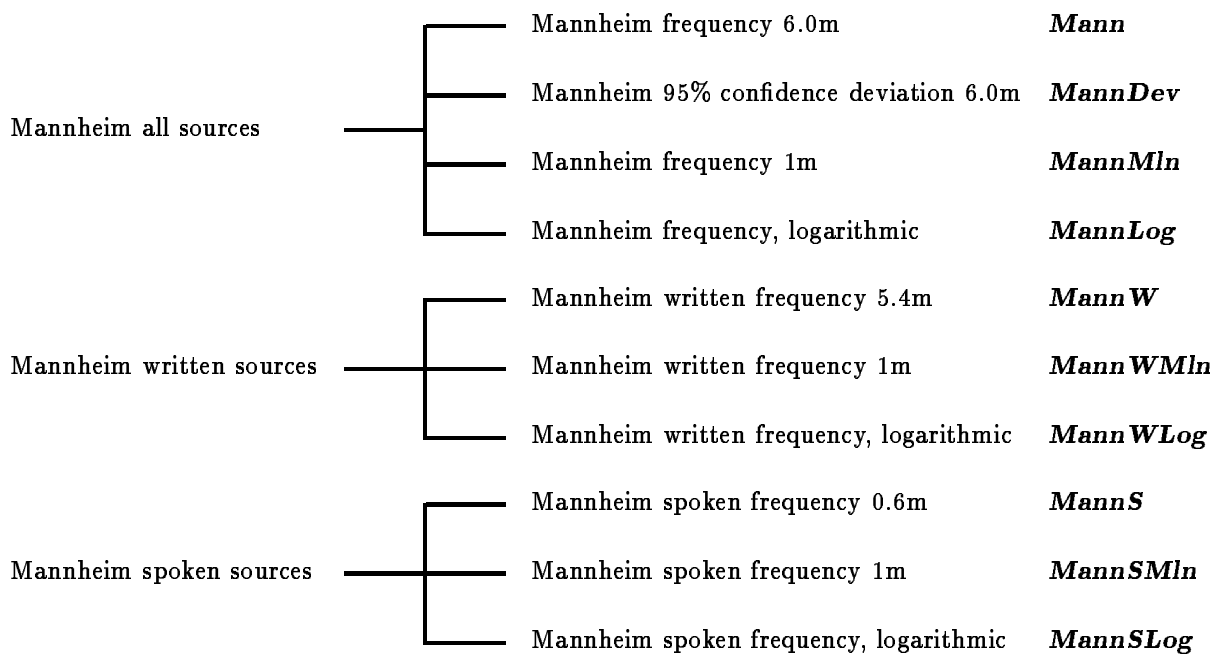 Mannheim frequency 6.0m Mann
Mannheim 95% confidence deviation 6.0m MannDev
Mannheim all sources
Mannheim frequency 1m MannMln
Mannheim frequency, logarithmic MannLog
Mannheim written frequency 5.4m MannW
Mannheim written sources Mannheim written frequency 1m MannWMln
Mannheim written frequency, logarithmic MannWLog
Mannheim spoken frequency 0.6m MannS
Mannheim spoken sources Mannheim spoken frequency 1m MannSMln
Mannheim spoken frequency, logarithmic MannSLog